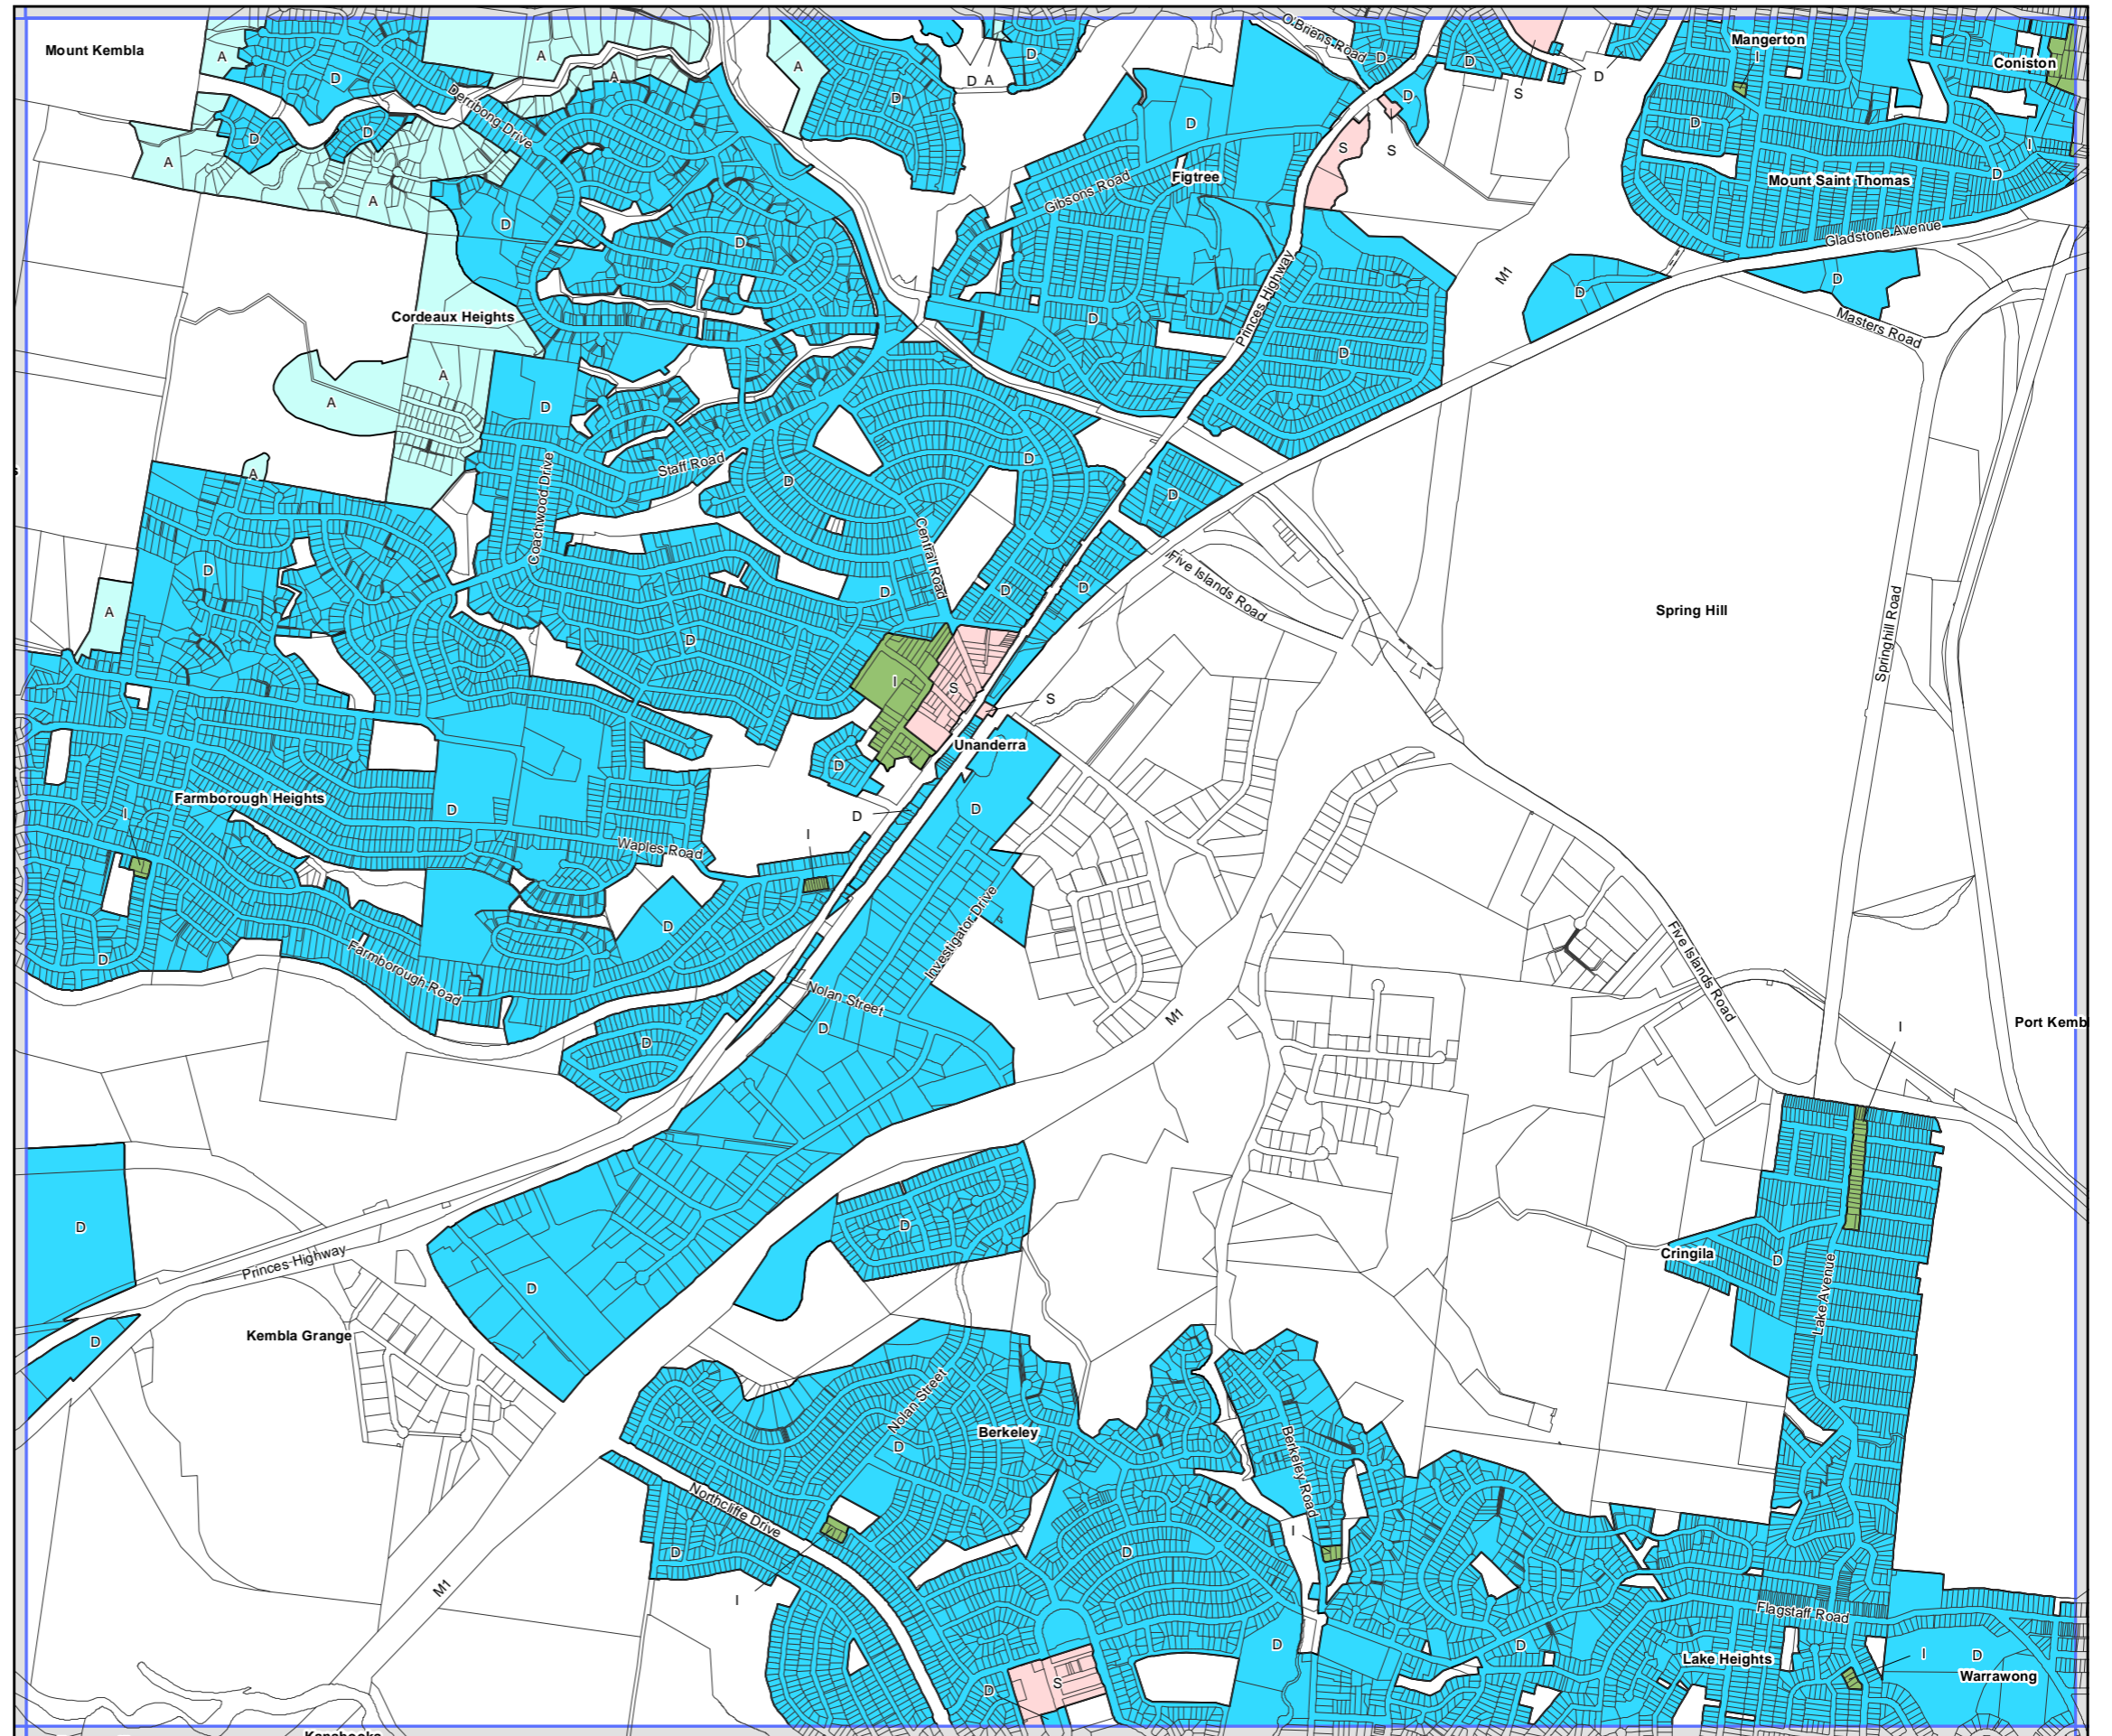 O'Briens Road
Mount Kembla
Mangerton
Coniston
A
A
A
A
D
D A
D
D
D
S
D
I
D
D
Derribong Drive
D
D
D
S
S
D
I
A
Gibsons Road
Figtree
Mount Saint Thomas
D
A
D
D
Gladstone Avenue
M1
D
D
Princes Highway
Cordeaux Heights
D
Masters Road
D
A
A
D
Staff Road
D
A
D
D
Coachwood Drive
Central Road
Five Islands Road
D
D
D
D
A
Spring Hill
Springhill Road
D
I
S
S
Unanderra
D
Farmborough Heights
I
D
D
D
I
Waples Road
Investigator Drive
D
Five Islands Road
D
Farmborough Road
Nolan Street
D
M1
Port Kembl
I
D
D
D
Cringila
D
Lake Avenue
Princes Highway
D
Kembla Grange
D
Nolan Street
Berkeley
D
Berkeley Road
Northcliffe Drive
I
D
D
M1
I
Flagstaff Road
D
D
Lake Heights
I
D
Warrawong
D
S